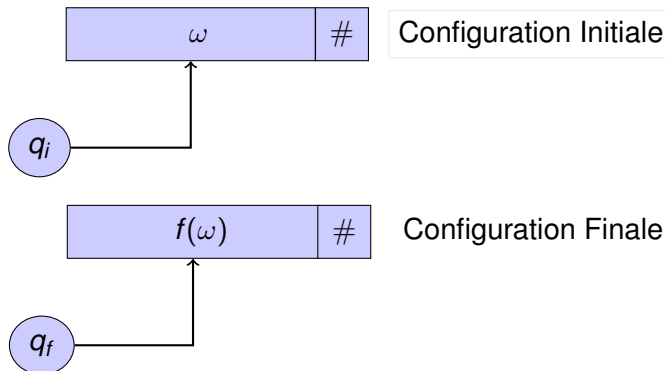 ω # Configuration Initiale
q_i
f(ω) # Configuration Finale
q_f